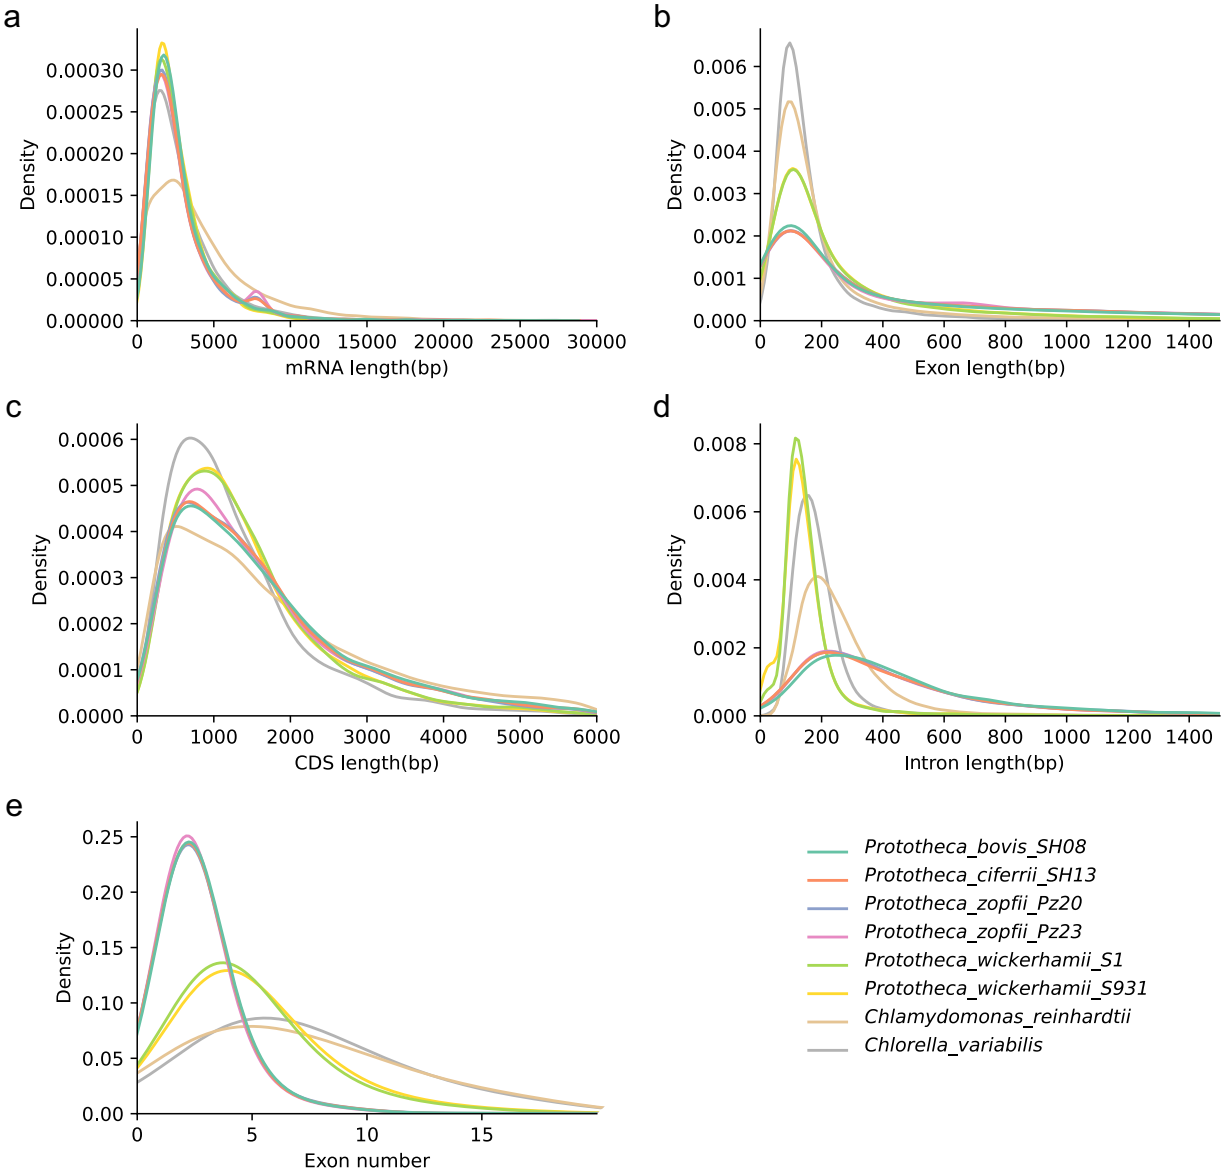 a
0.00030
0.00025
0.00020
0.00015
0.00010
0.00005
0.00000
Density
0 5000 10000 15000 20000 25000 30000
mRNA length(bp)
b
0.006
0.005
0.004
0.003
0.002
0.001
0.000
Density
0 200 400 600 800 1000 1200 1400
Exon length(bp)
c
0.0006
0.0005
0.0004
0.0003
0.0002
0.0001
0.0000
Density
0 1000 2000 3000 4000 5000 6000
CDS length(bp)
d
0.008
0.006
0.004
0.002
0.000
Density
0 200 400 600 800 1000 1200 1400
Intron length(bp)
e
0.25
0.20
0.15
0.10
0.05
0.00
Density
0 5 10 15
Exon number
Prototheca_bovis_SH08
Prototheca_ciferrii_SH13
Prototheca_zopfii_Pz20
Prototheca_zopfii_Pz23
Prototheca_wickerhamii_S1
Prototheca_wickerhamii_S931
Chlamydomonas_reinhardtii
Chlorella_variabilis